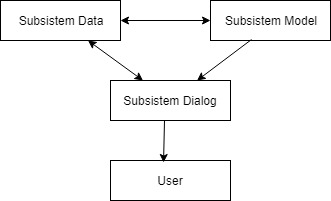 Subsistem Data
Subsistem Model
Subsistem Dialog
User